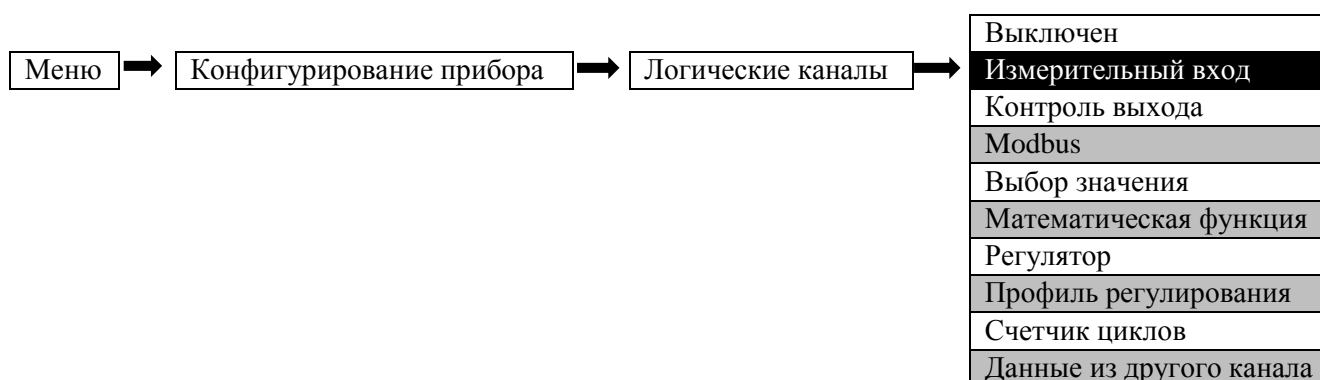 Меню
Конфигурирование прибора
Логические каналы
Выключен
Измерительный вход
Контроль выхода
Modbus
Выбор значения
Математическая функция
Регулятор
Профиль регулирования
Счетчик циклов
Данные из другого канала